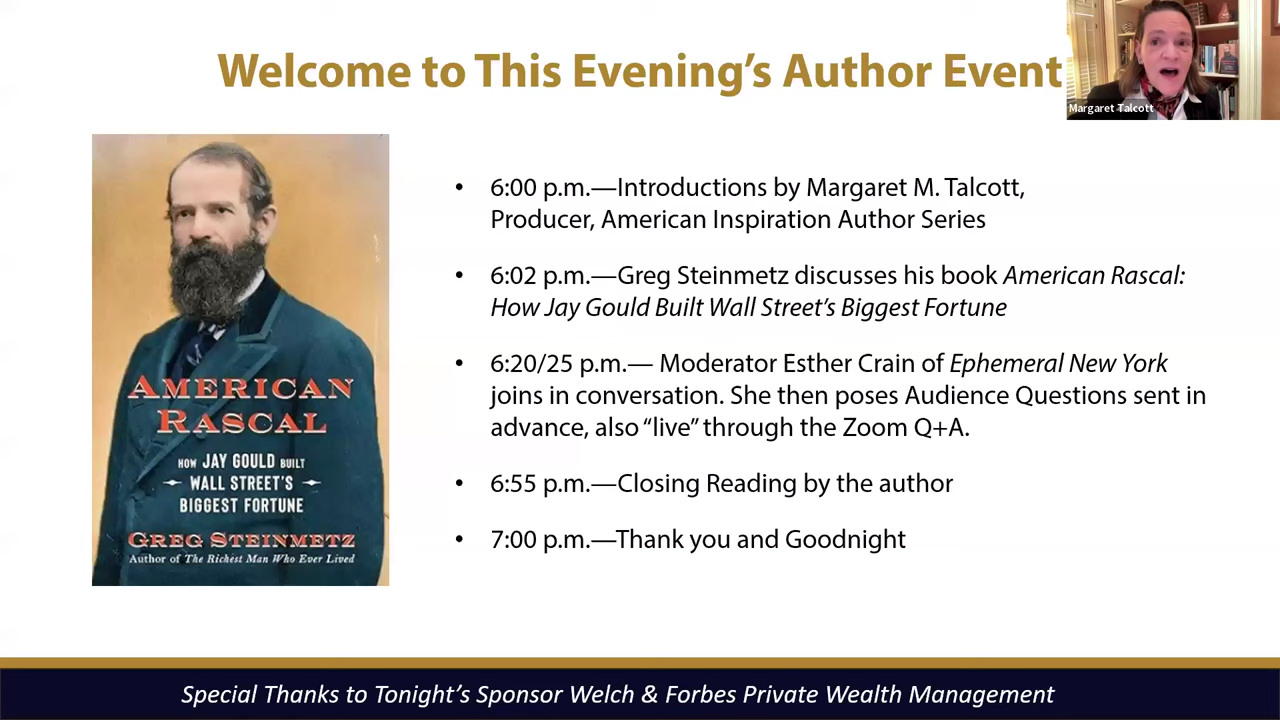 Welcome to This Evening’s Author Event
Margaret Talcott
AMERICAN
RASCAL
HOW JAY GOULD BUILT
WALL STREET'S
BIGGEST FORTUNE
GREG STEINMETZ
Author of The Richest Man Who Ever Lived
• 6:00 p.m.—Introductions by Margaret M. Talcott,
Producer, American Inspiration Author Series
• 6:02 p.m.—Greg Steinmetz discusses his book American Rascal:
How Jay Gould Built Wall Street’s Biggest Fortune
• 6:20/25 p.m.— Moderator Esther Crain of Ephemeral New York
joins in conversation. She then poses Audience Questions sent in
advance, also “live” through the Zoom Q+A.
• 6:55 p.m.—Closing Reading by the author
• 7:00 p.m.—Thank you and Goodnight
Special Thanks to Tonight’s Sponsor Welch & Forbes Private Wealth Management